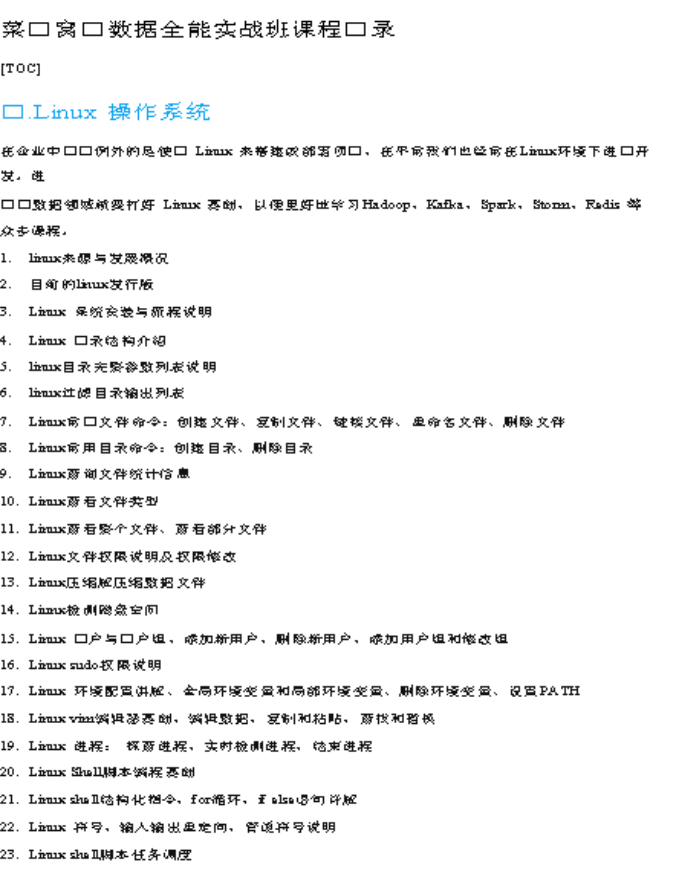 菜□窝□数据全能实战班课程□录
[TOC]
□.Linux 操作系统
在企业中□□例外的是使□ Linux 来搭建或部署项□，在平常我们也经常在Linux环境下进□开
发。进
□□数据领域就要打好 Linux 基础，以便更好地学习Hadoop、Kafka、Spark、Storm、Redis 等
众多课程。
1. linux来源与发展概况
2. 目前的linux发行版
3. Linux 系统安装与流程说明
4. Linux □录结构介绍
5. linux目录完整参数列表说明
6. linux过滤目录输出列表
7. Linux常□文件命令：创建文件、复制文件、链接文件、重命名文件、删除文件
8. Linux常用目录命令：创建目录、删除目录
9. Linux查询文件统计信息
10. Linux查看文件类型
11. Linux查看整个文件、查看部分文件
12. Linux文件权限说明及权限修改
13. Linux压缩解压缩数据文件
14. Linux检测磁盘空间
15. Linux □户与□户组，添加新用户，删除新用户，添加用户组和修改组
16. Linux sudo权限说明
17. Linux 环境配置讲解、全局环境变量和局部环境变量、删除环境变量、设置PATH
18. Linux vim编辑器基础，编辑数据，复制和粘贴，查找和替换
19. Linux 进程： 探查进程，实时检测进程，结束进程
20. Linux Shell脚本编程基础
21. Linux shell结构化指令，for循环，if else语句详解
22. Linux 符号，输入输出重定向，管道符号说明
23. Linux shell脚本任务调度